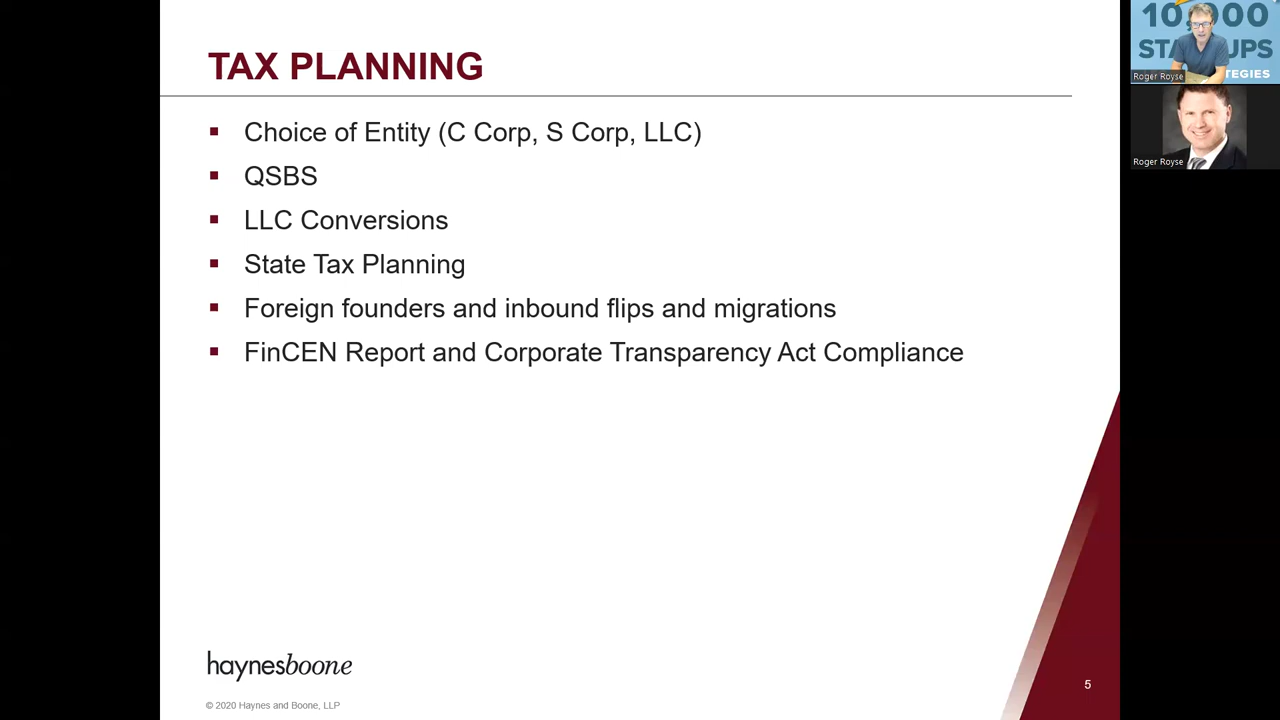 TAX PLANNING
Choice of Entity (C Corp, S Corp, LLC)
QSBS
LLC Conversions
State Tax Planning
Foreign founders and inbound flips and migrations
FinCEN Report and Corporate Transparency Act Compliance
haynesboone
© 2020 Haynes and Boone, LLP
5
Roger Royse
Roger Royse